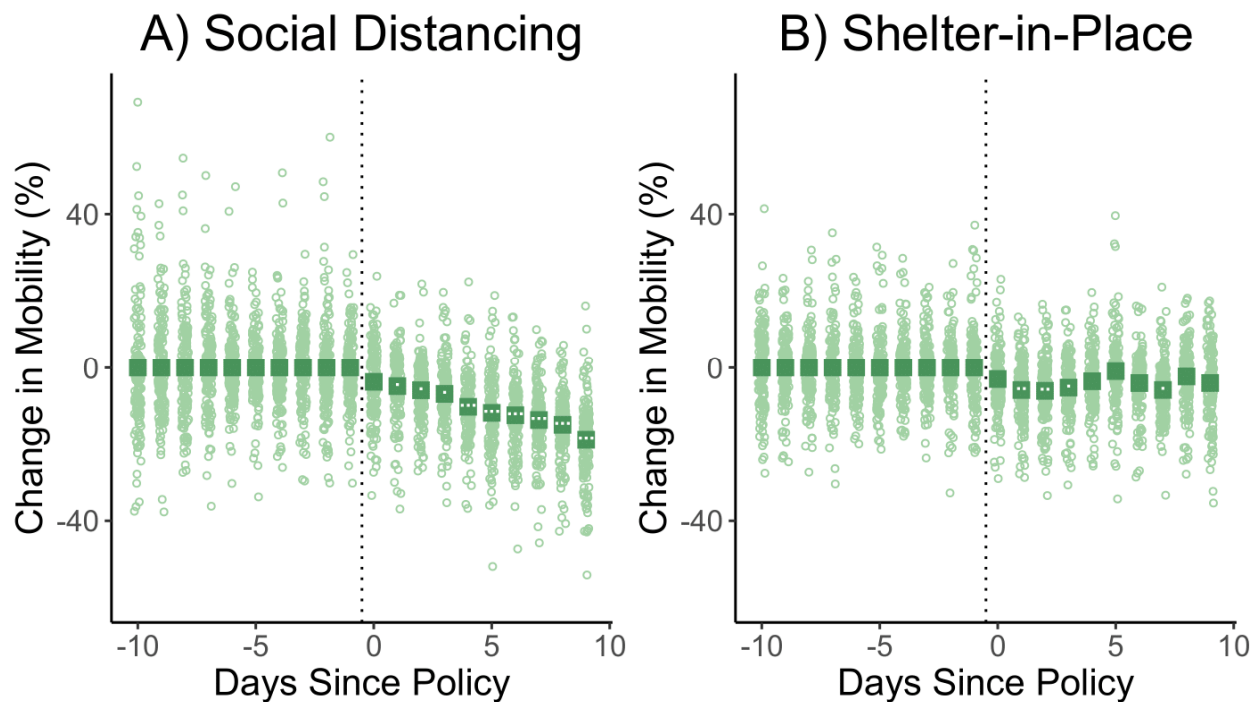 A) Social Distancing
Change in Mobility (%)
40
0
-40
-10
-5
0
5
10
Days Since Policy
B) Shelter-in-Place
Change in Mobility (%)
40
0
-40
-10
-5
0
5
10
Days Since Policy